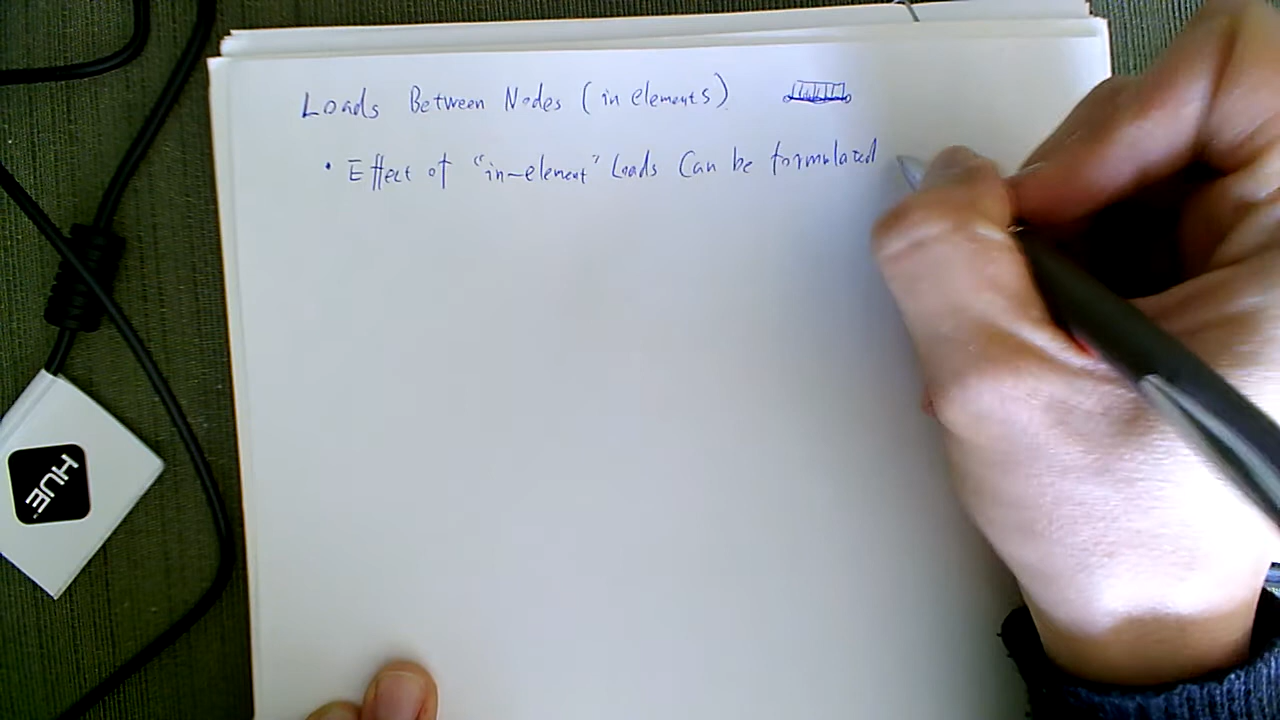 Loads Between Nodes (in elements)
• Effect of "in-element" Loads Can be formulated
HUE